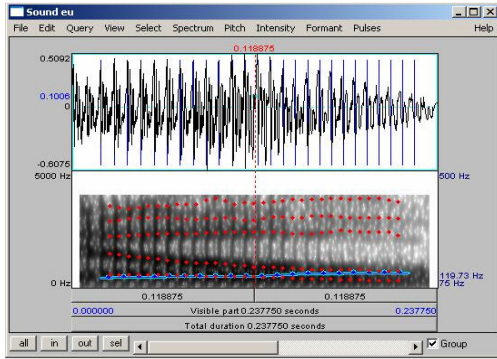 Sound eu
File Edit Query View Select Spectrum Pitch Intensity Formant Pulses Help
0.118875
0.5092
0.1006
0
-0.6075
5000 Hz 500 Hz
119.73 Hz
0 Hz 75 Hz
0.118875 0.118875
0.000000 Visible part 0.237750 seconds 0.237750
Total duration 0.237750 seconds
all in out sel Group